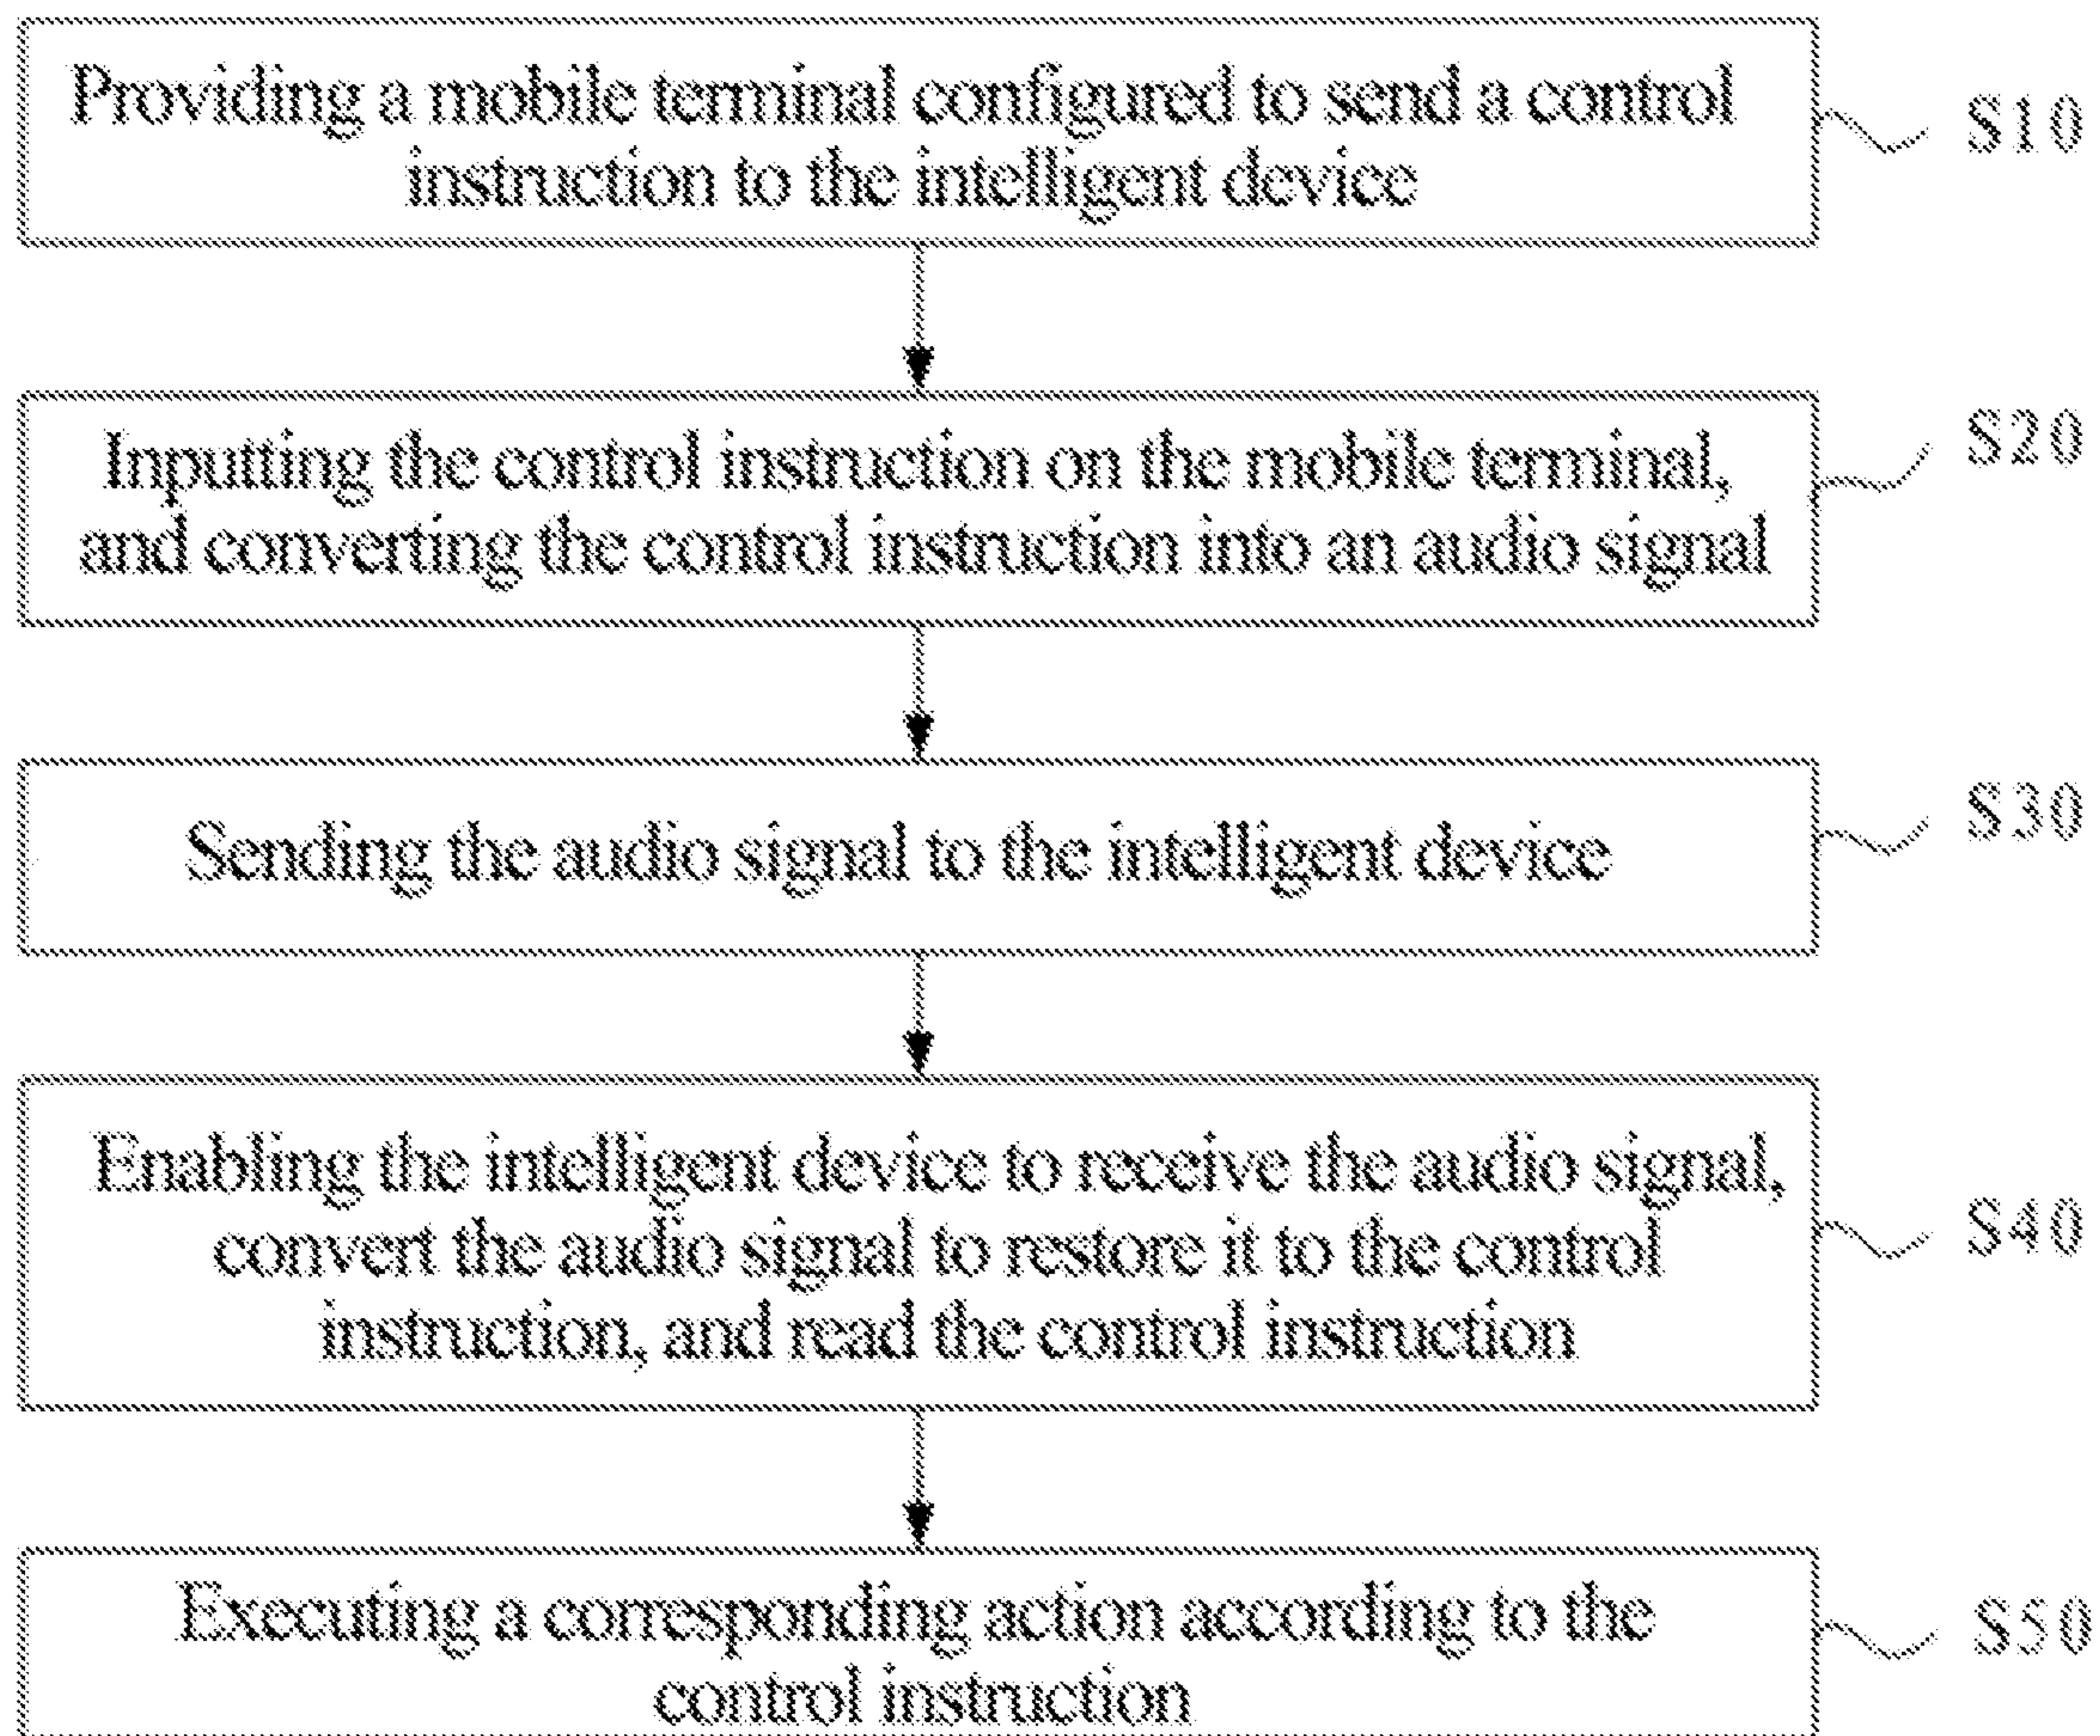 Providing a mobile terminal configured to send a control
instruction to the intelligent device
S10
Inputting the control instruction on the mobile terminal,
and converting the control instruction into an audio signal
S20
Sending the audio signal to the intelligent device
S30
Enabling the intelligent device to receive the audio signal,
convert the audio signal to restore it to the control
instruction, and read the control instruction
S40
Executing a corresponding action according to the
control instruction
S50